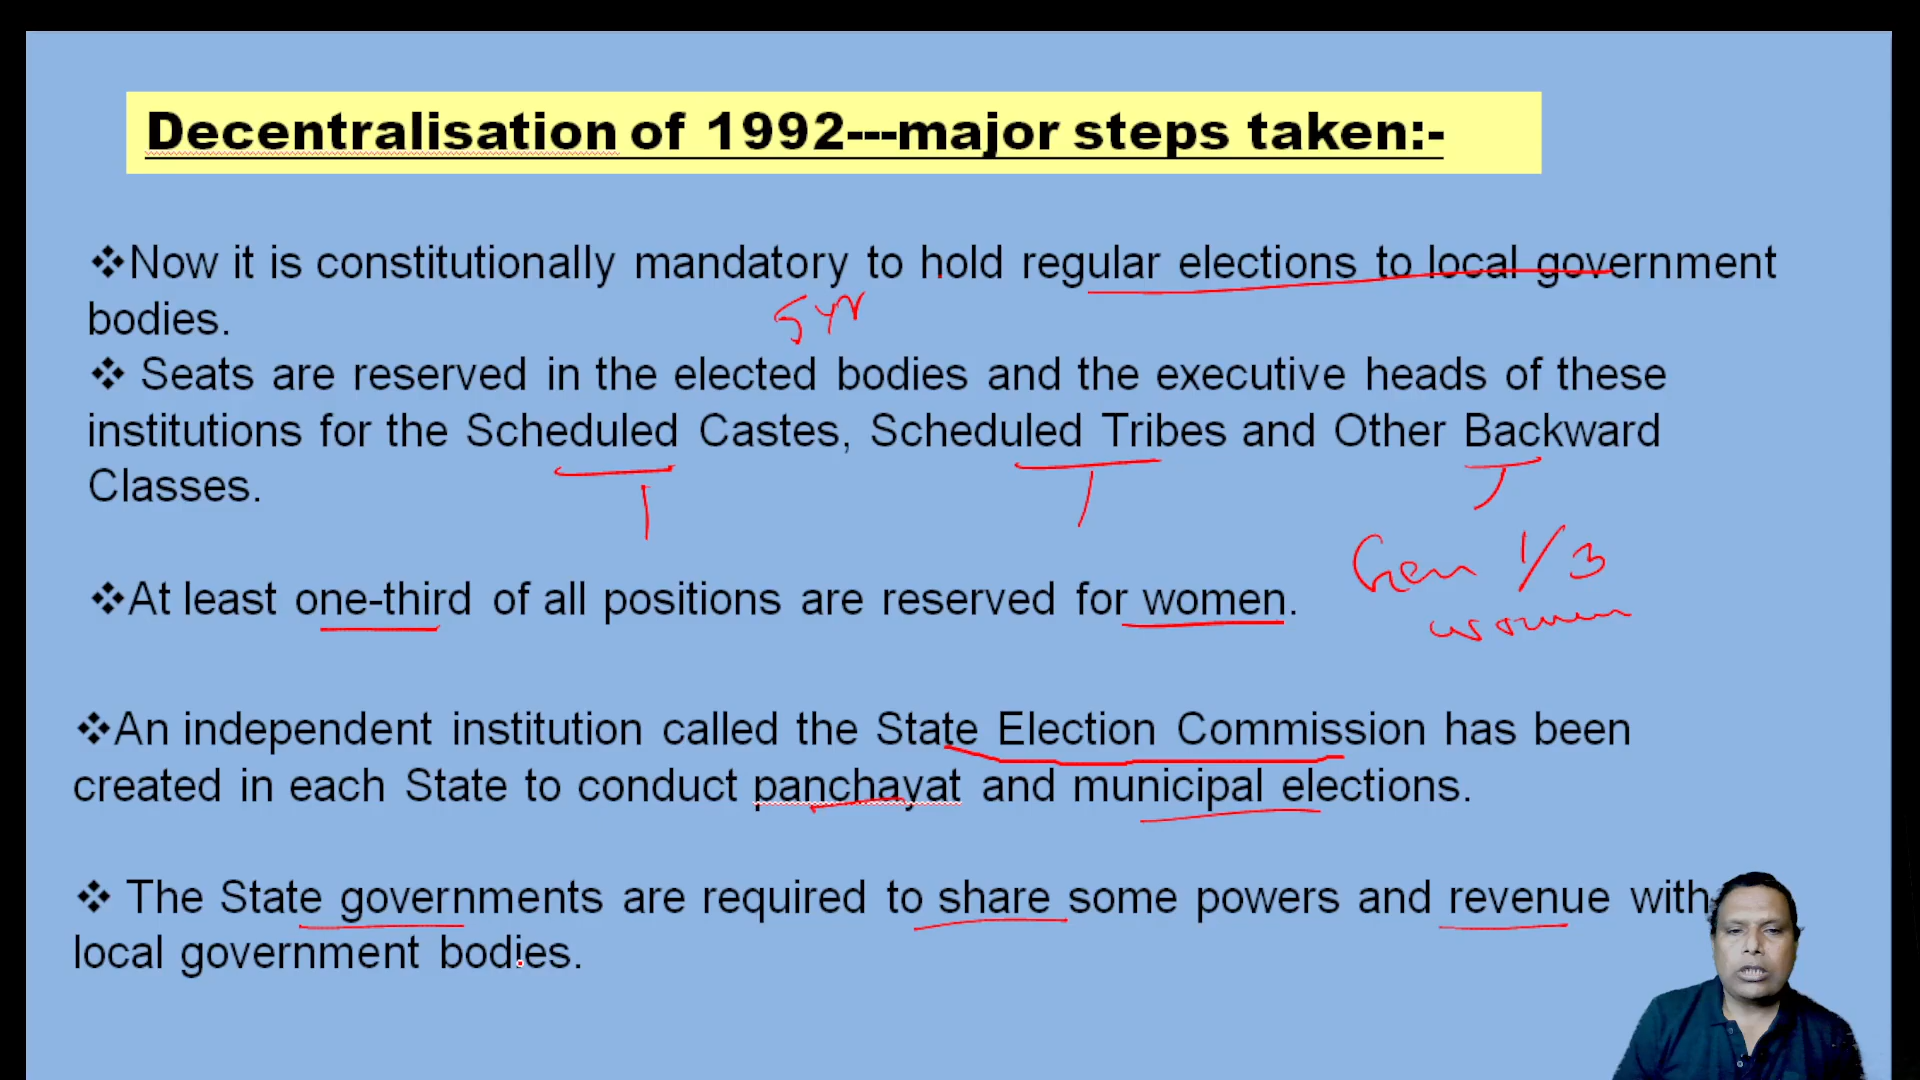 Decentralisation of 1992---major steps taken:-
❖Now it is constitutionally mandatory to hold regular elections to local government
bodies.
5 yr
❖ Seats are reserved in the elected bodies and the executive heads of these
institutions for the Scheduled Castes, Scheduled Tribes and Other Backward
Classes.
Gen 1/3
women
❖At least one-third of all positions are reserved for women.
❖An independent institution called the State Election Commission has been
created in each State to conduct panchayat and municipal elections.
❖ The State governments are required to share some powers and revenue with
local government bodies.